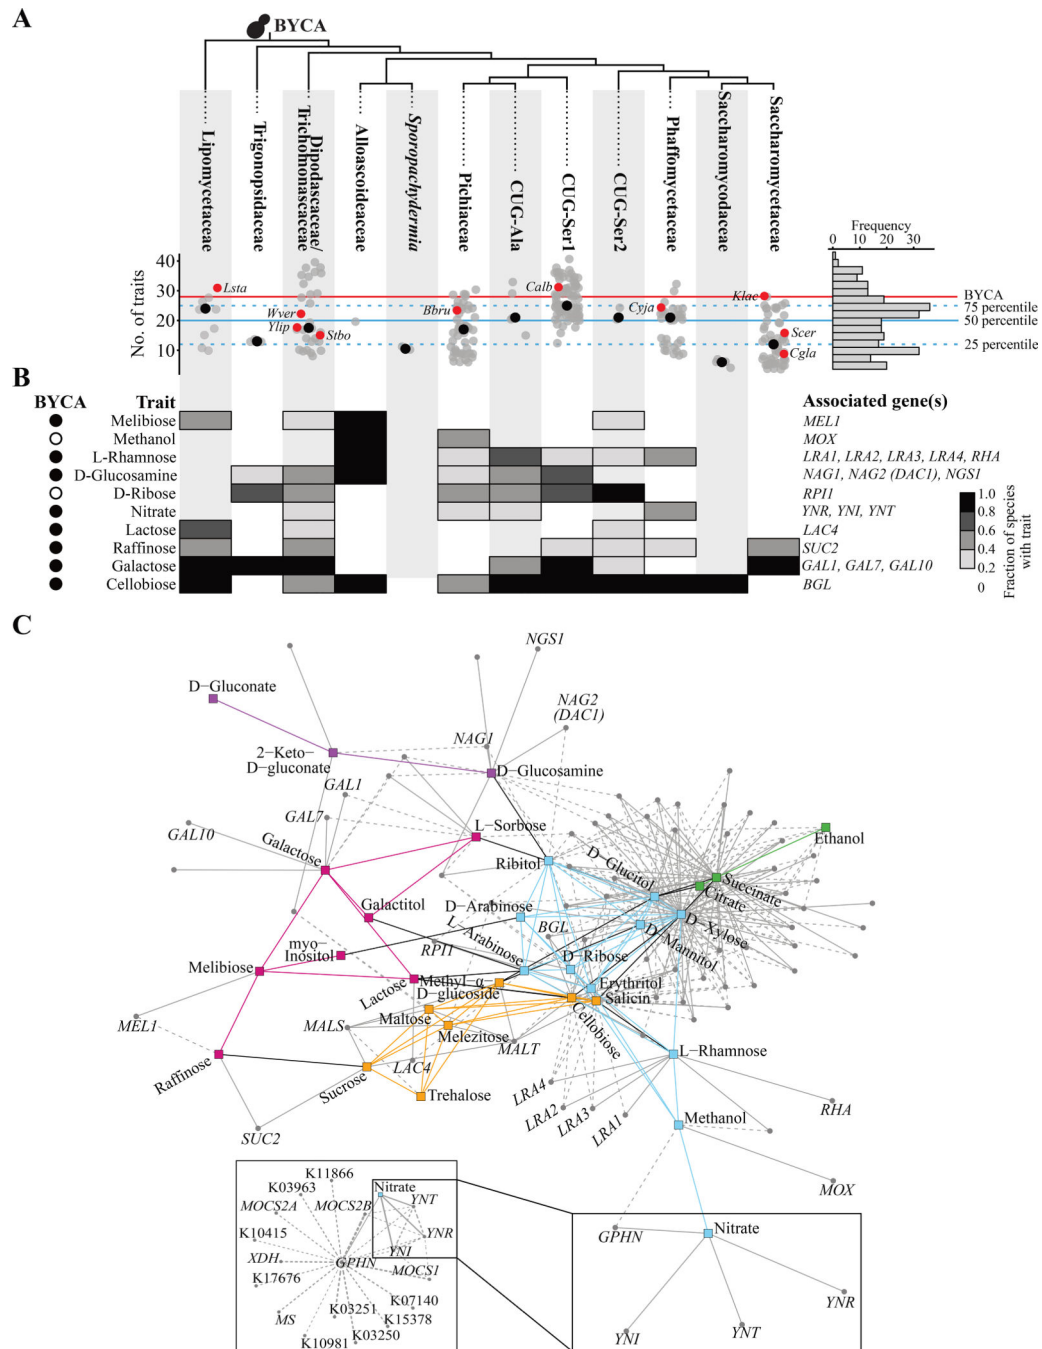 A
BYCA
Lipomycetaceae
Trigonopsidaceae
Dipodascaceae/
Trichomonascaceae
Alloascoideaceae
Sporopachydermia
Pichiaceae
CUG-Ala
CUG-Ser1
CUG-Ser2
Phaffomycetaceae
Saccharomycodaceae
Saccharomycetaceae
Frequency
0 10 20 30
No. of traits
40
30
20
10
Lsta
Wver
Ylip
Stbo
Bbru
Calb
Cyja
Klac
Scer
Cgla
BYCA
75 percentile
50 percentile
25 percentile
B
BYCA Trait Associated gene(s)
Melibiose MEL1
Methanol MOX
L-Rhamnose LRA1, LRA2, LRA3, LRA4, RHA
D-Glucosamine NAG1, NAG2 (DAC1), NGS1
D-Ribose RPI1
Nitrate YNR, YNI, YNT
Lactose LAC4
Raffinose SUC2
Galactose GAL1, GAL7, GAL10
Cellobiose BGL
1.0
0.8
0.6
0.4
0.2
0
Fraction of species
with trait
C
NGS1
D-Gluconate
NAG2
(DAC1)
NAG1
2-Keto-
D-gluconate
D-Glucosamine
GAL1
GAL7
GAL10
L-Sorbose
Ethanol
Galactose
Ribitol
D-Glucitol
Succinate
Citrate
Galactitol
D-Arabinose
D-Xylose
L-Arabinose
BGL
D-Mannitol
RPI1
myo-
Inositol
D-Ribose
Melibiose
Lactose
Methyl-α-
D-glucoside
Erythritol
Salicin
Maltose
Cellobiose
MEL1
MALS
Melezitose
MALT
L-Rhamnose
Raffinose
LAC4
Sucrose
Trehalose
LRA4
LRA2
LRA3
LRA1
RHA
Methanol
SUC2
MOX
K11866
K03963
Nitrate
MOCS2A
MOCS2B
YNT
YNR
K10415
YNI
XDH
GPHN
MOCS1
K17676
K07140
K03251
K15378
MS
K10981
K03250
GPHN
Nitrate
YNR
YNI
YNT